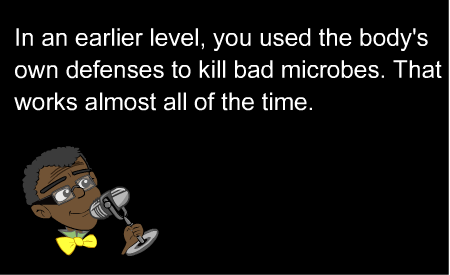 In an earlier level, you used the body's
own defenses to kill bad microbes. That
works almost all of the time.